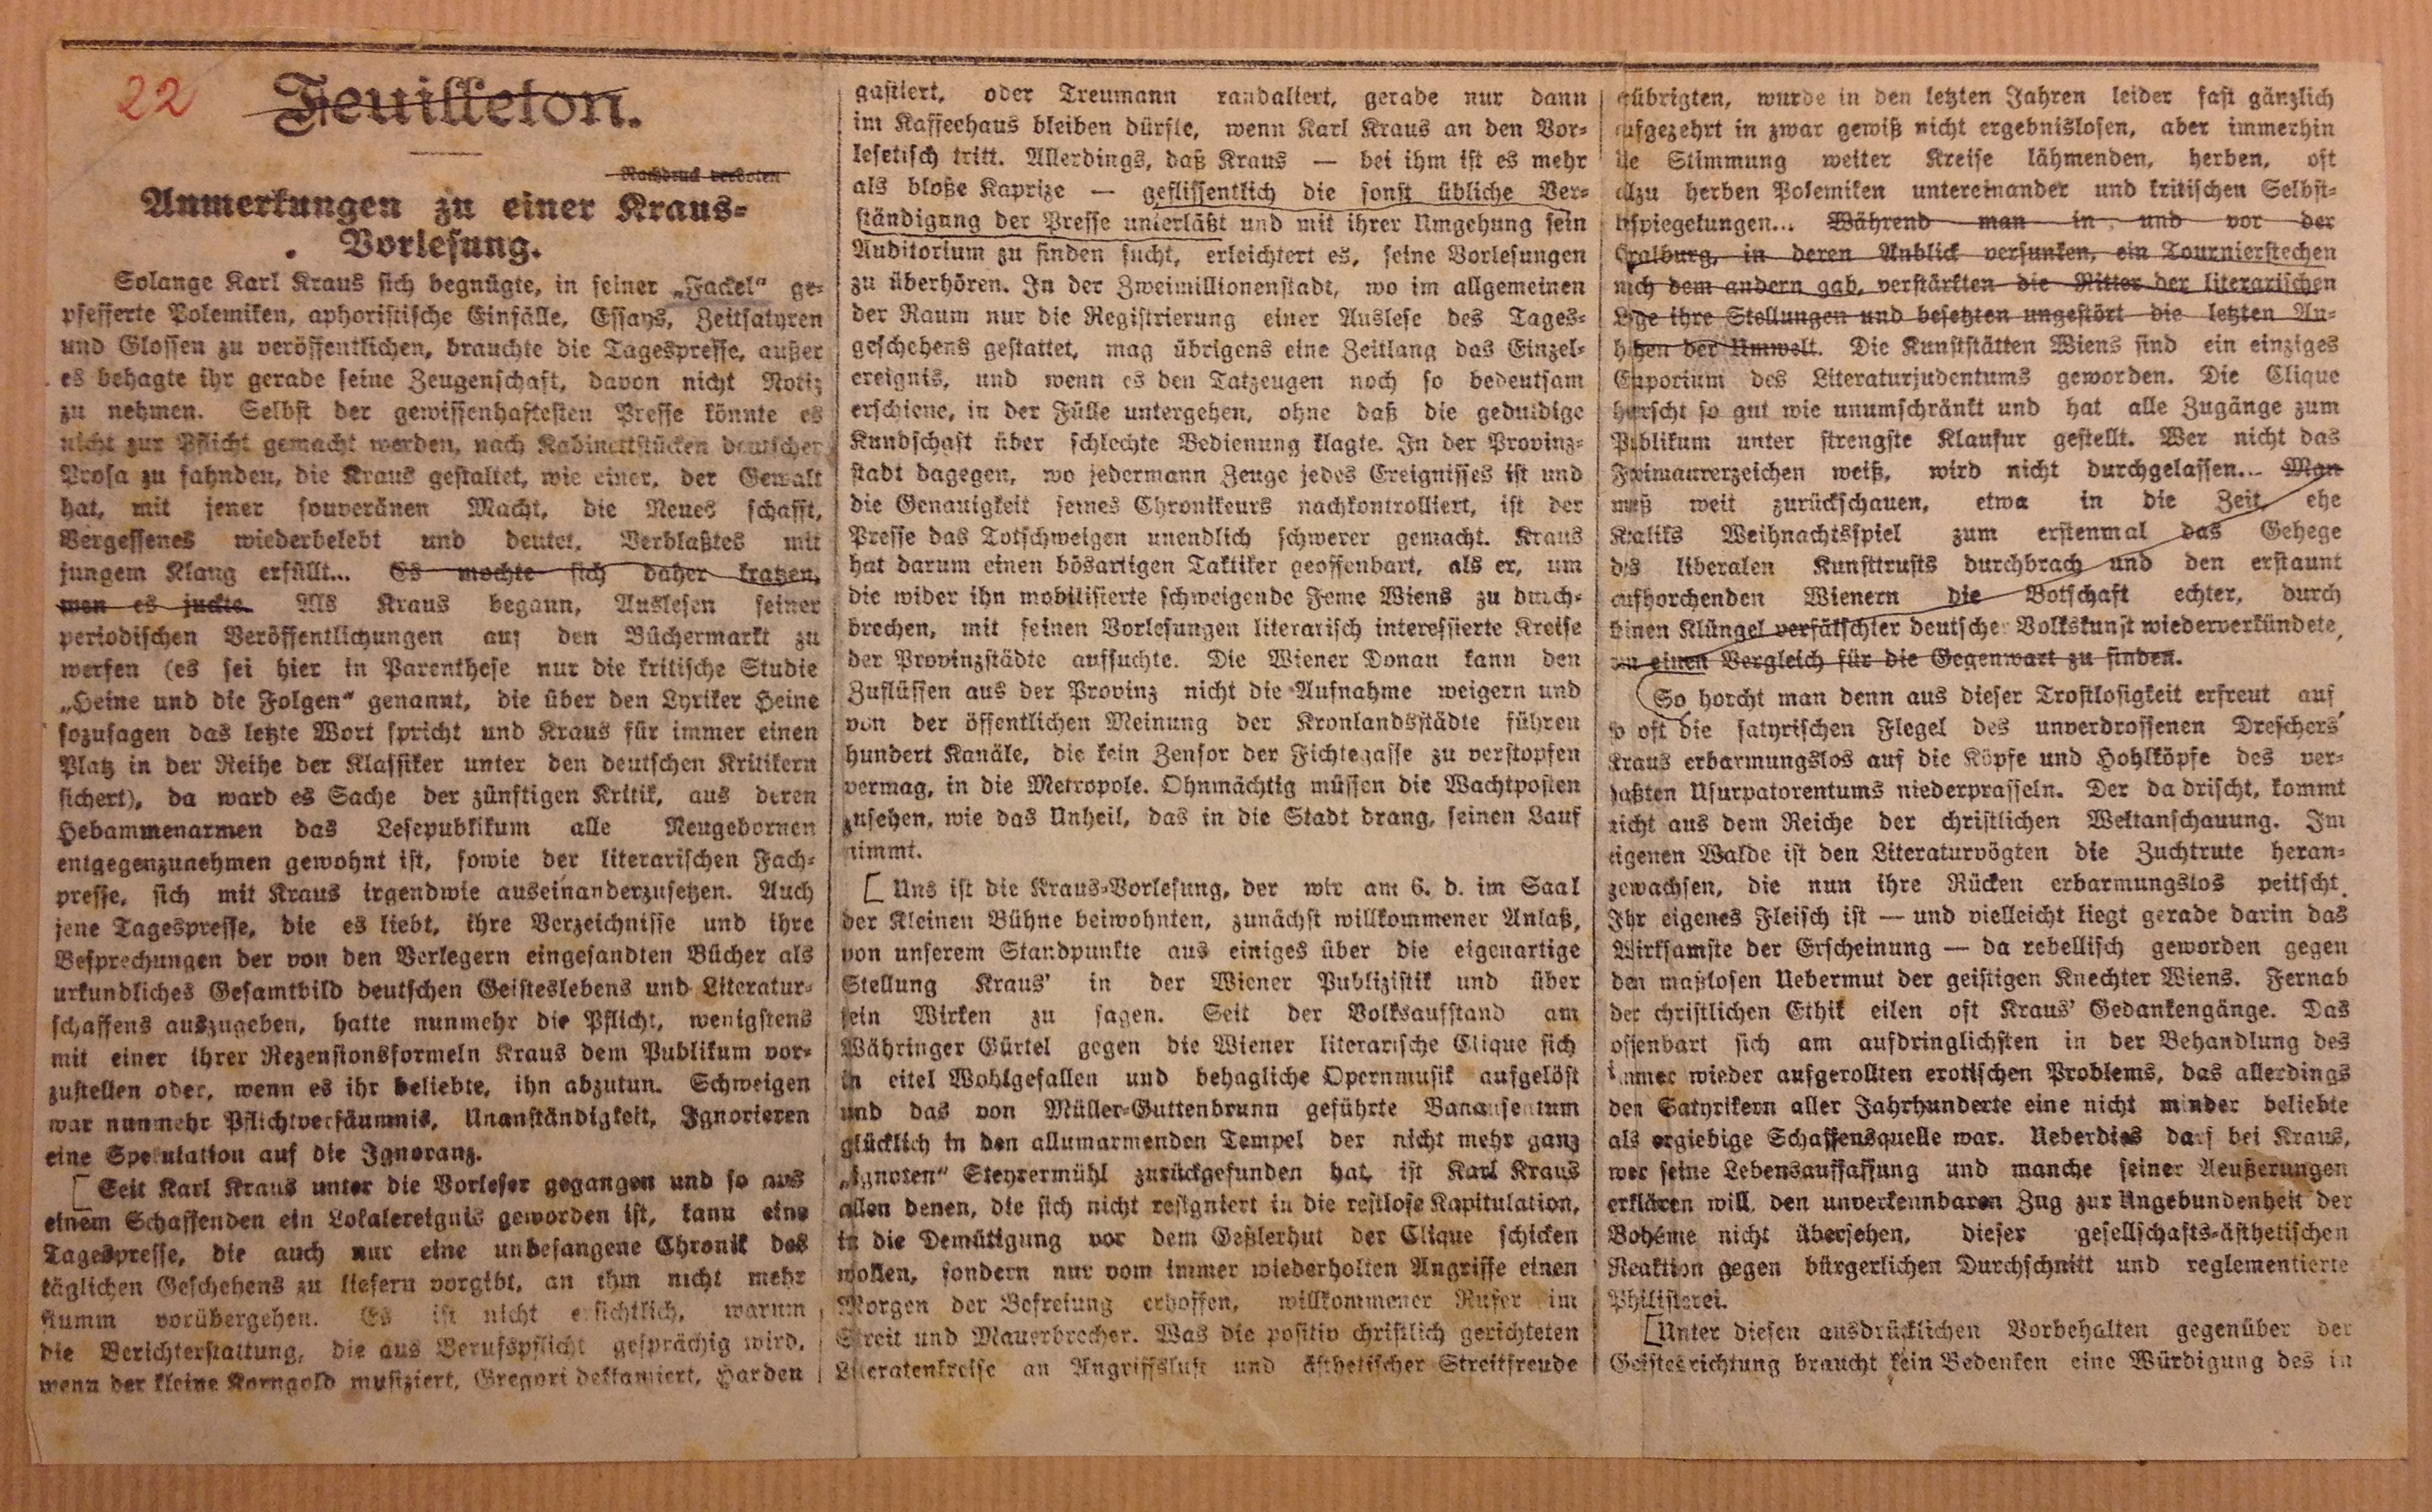 22
Feuilleton.
Nachdruck verboten
Anmerkungen zu einer Kraus-
Vorlesung.
Solange Karl Kraus sich begnügte, in seiner „Fackel“ ge-
pfefferte Polemiken, aphoristische Einfälle, Essays, Zeitsatyren
und Glossen zu veröffentlichen, brauchte die Tagespresse, außer
es behagte ihr gerade seine Zeugenschaft, davon nicht Notiz
zu nehmen. Selbst der gewissenhaftesten Presse könnte es
nicht zur Pflicht gemacht werden, nach Kabinettstücken deutscher
Prosa zu fahnden, die Kraus gestaltet, wie einer, der Gewalt
hat, mit jener souveränen Macht, die Neues schafft,
Vergessenes wiederbelebt und deutet, Verblaßtes mit
jungem Klang erfüllt... Es mochte sich daher kratzen,
wen es juckte. Als Kraus begann, Auslesen seiner
periodischen Veröffentlichungen auf den Büchermarkt zu
werfen (es sei hier in Parenthese nur die kritische Studie
„Heine und die Folgen“ genannt, die über den Lyriker Heine
sozusagen das letzte Wort spricht und Kraus für immer einen
Platz in der Reihe der Klassiker unter den deutschen Kritikern
sichert), da ward es Sache der zünftigen Kritik, aus deren
Hebammenarmen das Lesepublikum alle Neugebornen
entgegenzunehmen gewohnt ist, sowie der literarischen Fach-
presse, sich mit Kraus irgendwie auseinanderzusetzen. Auch
jene Tagespresse, die es liebt, ihre Verzeichnisse und ihre
Besprechungen der von den Verlegern eingesandten Bücher als
urkundliches Gesamtbild deutschen Geisteslebens und Literatur-
schaffens auszugeben, hatte nunmehr die Pflicht, wenigstens
mit einer ihrer Rezensionsformeln Kraus dem Publikum vor-
zustellen oder, wenn es ihr beliebte, ihn abzutun. Schweigen
war nunmehr Pflichtversäumnis, Unanständigkeit, Ignorieren
eine Spekulation auf die Ignoranz.
[ Seit Karl Kraus unter die Vorleser gegangen und so aus
einem Schaffenden ein Lokalereignis geworden ist, kann eine
Tagespresse, die auch nur eine unbefangene Chronik des
täglichen Geschehens zu liefern vorgibt, an ihm nicht mehr
stumm vorübergehen. Es ist nicht ersichtlich, warum
die Berichterstattung, die aus Berufspflicht gesprächig wird,
wenn der kleine Korngold musiziert, Gregori deklamiert, Harden
gastiert, oder Treumann randaliert, gerade nur dann
im Kaffeehaus bleiben dürfte, wenn Karl Kraus an den Vor-
lesetisch tritt. Allerdings, daß Kraus — bei ihm ist es mehr
als bloße Kaprize — geflissentlich die sonst übliche Ver-
ständigung der Presse unterläßt und mit ihrer Umgehung sein
Auditorium zu finden sucht, erleichtert es, seine Vorlesungen
zu überhören. In der Zweimillionenstadt, wo im allgemeinen
der Raum nur die Registrierung einer Auslese des Tages-
geschehens gestattet, mag übrigens eine Zeitlang das Einzel-
ereignis, und wenn es den Tatzeugen noch so bedeutsam
erschiene, in der Fülle untergehen, ohne daß die geduldige
Kundschaft über schlechte Bedienung klagte. In der Provinz-
stadt dagegen, wo jedermann Zeuge jedes Ereignisses ist und
die Genauigkeit seines Chronikeurs nachkontrolliert, ist der
Presse das Totschweigen unendlich schwerer gemacht. Kraus
hat darum einen bösartigen Taktiker geoffenbart, als er, um
die wider ihn mobilisierte schweigende Feme Wiens zu durch-
brechen, mit seinen Vorlesungen literarisch interessierte Kreise
der Provinzstädte aufsuchte. Die Wiener Donau kann den
Zuflüssen aus der Provinz nicht die Aufnahme weigern und
von der öffentlichen Meinung der Kronlandsstädte führen
hundert Kanäle, die kein Zensor der Fichtegasse zu verstopfen
vermag, in die Metropole. Ohnmächtig müssen die Wachtposten
zusehen, wie das Unheil, das in die Stadt drang, seinen Lauf
nimmt.
[ Uns ist die Kraus-Vorlesung, der wir am 6. d. im Saal
der Kleinen Bühne beiwohnten, zunächst willkommener Anlaß,
von unserem Standpunkte aus einiges über die eigenartige
Stellung Kraus' in der Wiener Publizistik und über
sein Wirken zu sagen. Seit der Volksaufstand am
Währinger Gürtel gegen die Wiener literarische Clique sich
in eitel Wohlgefallen und behagliche Opernmusik aufgelöst
und das von Müller-Guttenbrunn geführte Banausentum
glücklich in den allumarmenden Tempel der nicht mehr ganz
„Ignoten“ Steyrermühl zurückgefunden hat, ist Karl Kraus
allen denen, die sich nicht resigniert in die restlose Kapitulation,
in die Demütigung vor dem Geßlerhut der Clique schicken
wollen, sondern nur vom immer wiederholten Angriffe einen
Morgen der Befreiung erhoffen, willkommener Rufer im
Streit und Mauerbrecher. Was die positiv christlich gerichteten
Literatenkreise an Angriffslust und ästhetischer Streitfreude
erübrigten, wurde in den letzten Jahren leider fast gänzlich
aufgezehrt in zwar gewiß nicht ergebnislosen, aber immerhin
die Stimmung weiter Kreise lähmenden, herben, oft
allzu herben Polemiken untereinander und kritischen Selbst-
bespiegelungen... Während man in und vor der
Gralburg, in deren Anblick versunken, ein Tournierstechen
nach dem andern gab, verstärkten die Ritter der literarischen
Loge ihre Stellungen und besetzten ungestört die letzten An-
höhen der Umwelt. Die Kunststätten Wiens sind ein einziges
Emporium des Literaturjudentums geworden. Die Clique
herrscht so gut wie unumschränkt und hat alle Zugänge zum
Publikum unter strengste Klausur gestellt. Wer nicht das
Freimaurerzeichen weiß, wird nicht durchgelassen... Man
muß weit zurückschauen, etwa in die Zeit, ehe
Kraliks Weihnachtsspiel zum erstenmal das Gehege
des liberalen Kunsttrusts durchbrach und den erstaunt
aufhorchenden Wienern die Botschaft echter, durch
keinen Klüngel verfälschter deutscher Volkskunst wiederverkündete,
um einen Vergleich für die Gegenwart zu finden.
So horcht man denn aus dieser Trostlosigkeit erfreut auf,
so oft die satyrischen Flegel des unverdrossenen Dreschers
Kraus erbarmungslos auf die Köpfe und Hohlköpfe des ver-
haßten Usurpatorentums niederprasseln. Der da drischt, kommt
nicht aus dem Reiche der christlichen Weltanschauung. Im
eigenen Walde ist den Literaturvögten die Zuchtrute heran-
gewachsen, die nun ihre Rücken erbarmungslos peitscht.
Ihr eigenes Fleisch ist — und vielleicht liegt gerade darin das
Wirksamste der Erscheinung — da rebellisch geworden gegen
den maßlosen Uebermut der geistigen Knechter Wiens. Fernab
der christlichen Ethik eilen oft Kraus' Gedankengänge. Das
offenbart sich am aufdringlichsten in der Behandlung des
immer wieder aufgerollten erotischen Problems, das allerdings
den Satyrikern aller Jahrhunderte eine nicht minder beliebte
als ergiebige Schaffensquelle war. Ueberdies darf bei Kraus,
wer seine Lebensauffassung und manche seiner Aeußerungen
erklären will, den unverkennbaren Zug zur Ungebundenheit der
Bohéme nicht übersehen, dieser gesellschafts-ästhetischen
Reaktion gegen bürgerlichen Durchschnitt und reglementierte
Philisterei.
[Unter diesen ausdrücklichen Vorbehalten gegenüber der
Geistesrichtung braucht kein Bedenken eine Würdigung des in